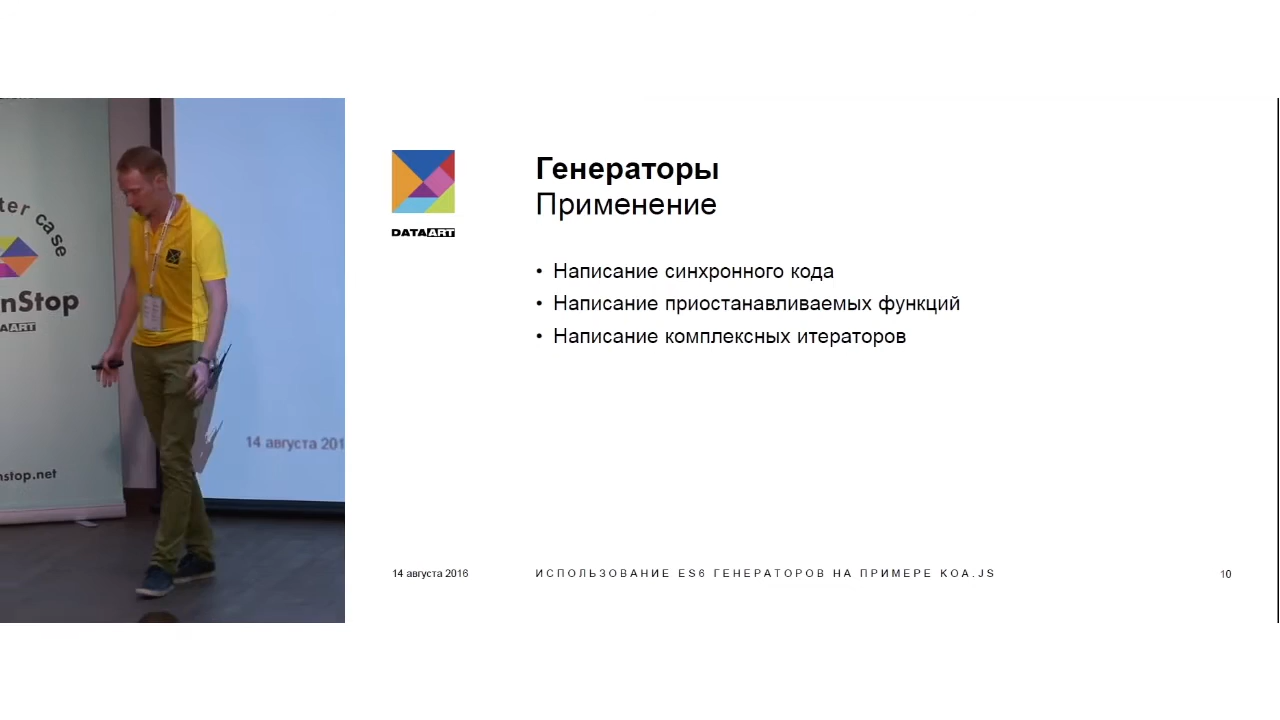 ter case
nStop
DATAART
nstop.net
14 августа 201
DATAART
Генераторы
Применение
• Написание синхронного кода
• Написание приостанавливаемых функций
• Написание комплексных итераторов
14 августа 2016
ИСПОЛЬЗОВАНИЕ ES6 ГЕНЕРАТОРОВ НА ПРИМЕРЕ KOA.JS
10